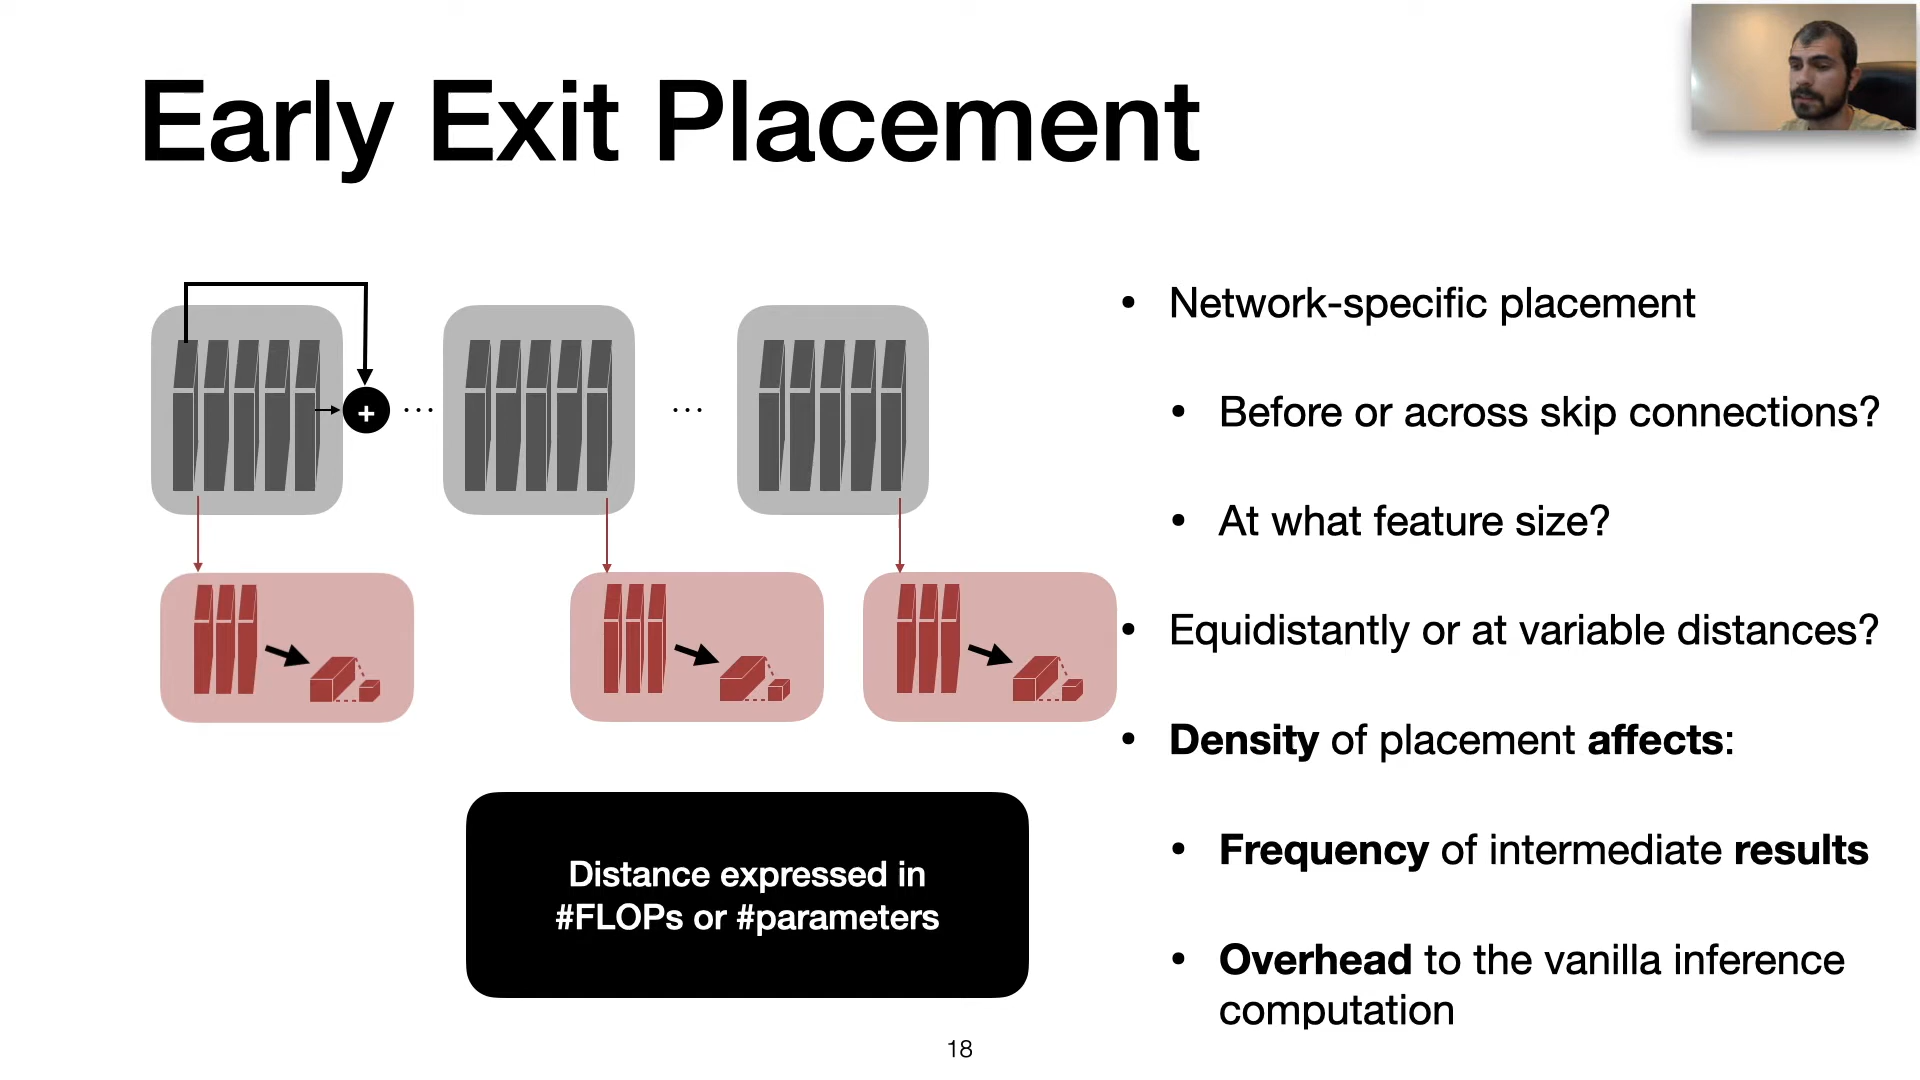 Early Exit Placement
+
...
...
• Network-specific placement
• Before or across skip connections?
• At what feature size?
• Equidistantly or at variable distances?
• Density of placement affects:
• Frequency of intermediate results
• Overhead to the vanilla inference
computation
Distance expressed in
#FLOPs or #parameters
18